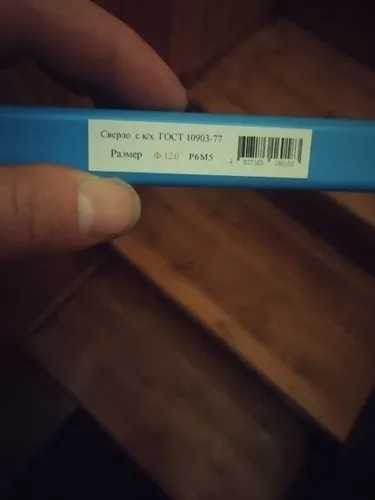 Сверло с к/х ГОСТ 10903-77
Размер Ф 12.0 Р6М5